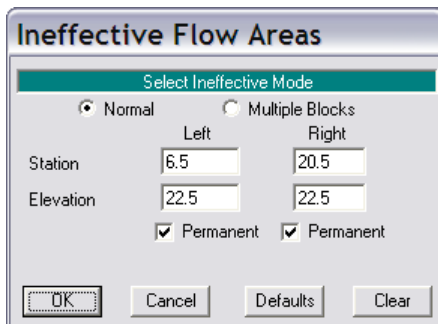 Ineffective Flow Areas
Select Ineffective Mode
Normal Multiple Blocks
Left Right
Station 6.5 20.5
Elevation 22.5 22.5
Permanent Permanent
OK Cancel Defaults Clear